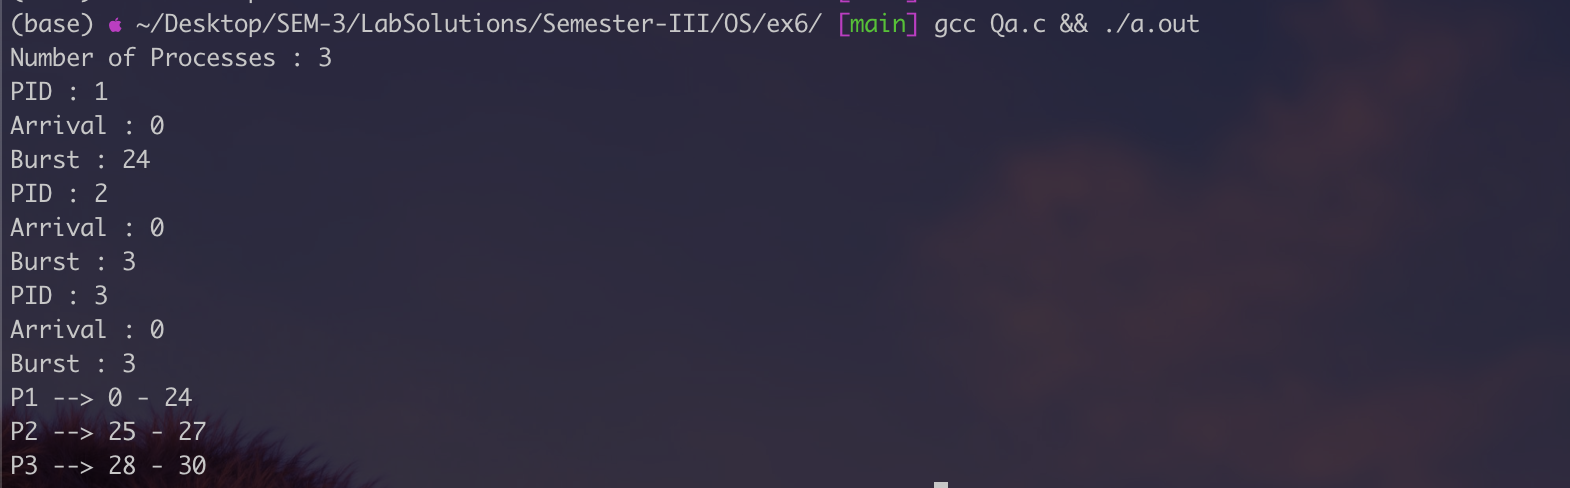 (base) ~/Desktop/SEM-3/LabSolutions/Semester-III/OS/ex6/ [main] gcc Qa.c && ./a.out
Number of Processes : 3
PID : 1
Arrival : 0
Burst : 24
PID : 2
Arrival : 0
Burst : 3
PID : 3
Arrival : 0
Burst : 3
P1 --> 0 - 24
P2 --> 25 - 27
P3 --> 28 - 30